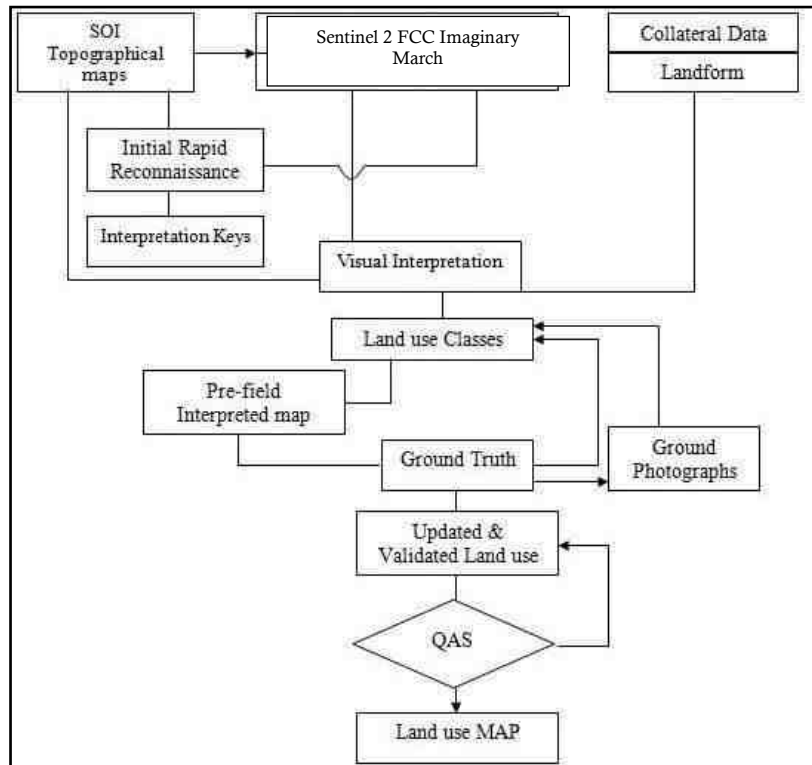 SOI
Topographical
maps
Sentinel 2 FCC Imaginary
March
Collateral Data
Landform
Initial Rapid
Reconnaissance
Interpretation Keys
Visual Interpretation
Land use Classes
Pre-field
Interpreted map
Ground Truth
Ground
Photographs
Updated &
Validated Land use
QAS
Land use MAP